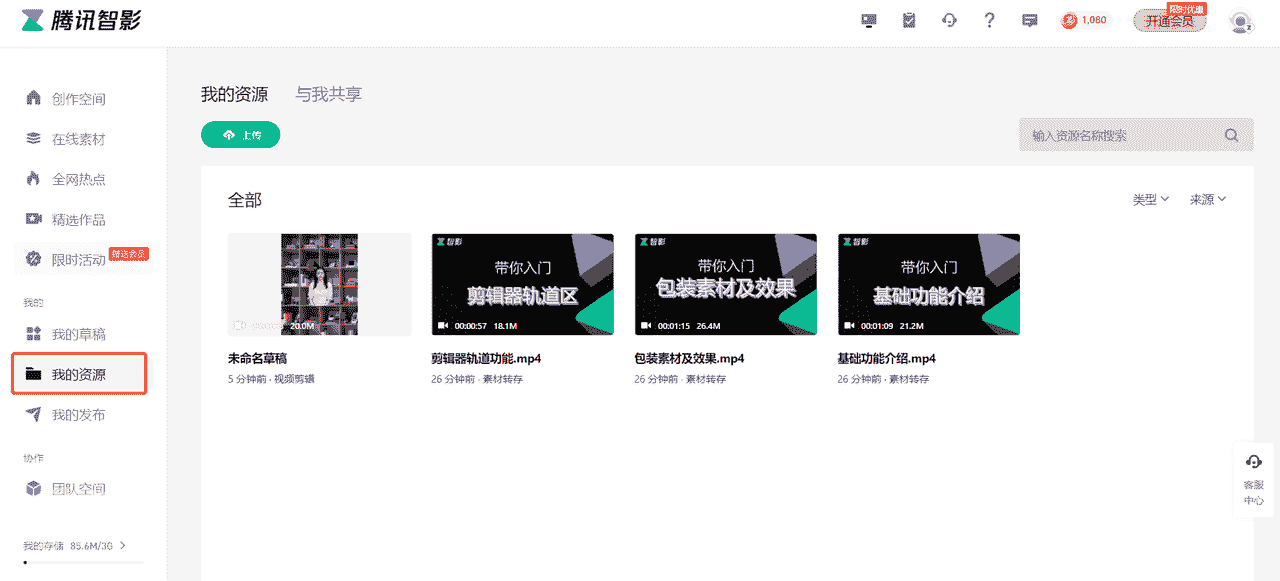 腾讯智影
1,080
开通会员
限时优惠
创作空间
在线素材
全网热点
精选作品
限时活动
赠送会员
我的
我的草稿
我的资源
我的发布
协作
团队空间
我的存储 85.6M/3G
我的资源 与我共享
上传
输入资源名称搜索
全部
类型 来源
20.0M
未命名草稿
5 分钟前 · 视频剪辑
智影
带你入门
剪辑器轨道区
00:00:57 18.1M
剪辑器轨道功能.mp4
26 分钟前 · 素材转存
智影
带你入门
包装素材及效果
00:01:15 26.4M
包装素材及效果.mp4
26 分钟前 · 素材转存
智影
带你入门
基础功能介绍
00:01:09 21.2M
基础功能介绍.mp4
26 分钟前 · 素材转存
客服
中心